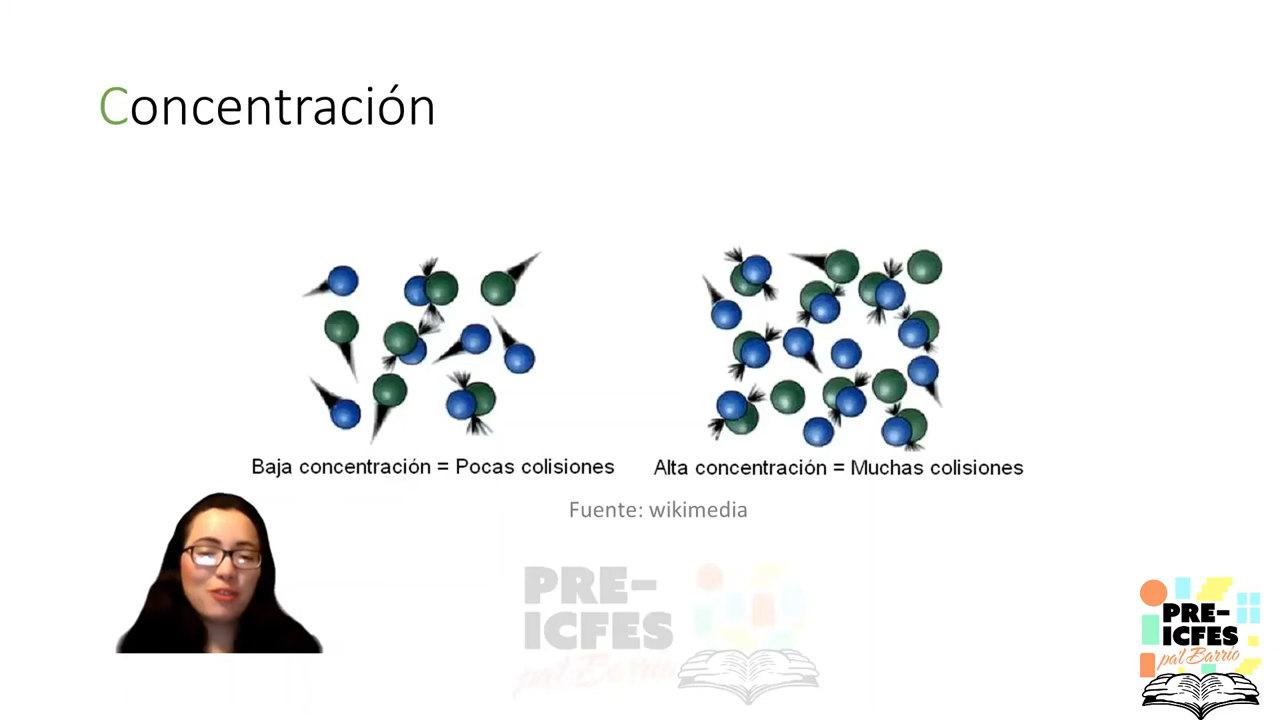 Concentración
Baja concentración = Pocas colisiones
Alta concentración = Muchas colisiones
Fuente: wikimedia
PRE-
ICFES
pa'l Barrio
PRE-
ICFES
pa'l Barrio